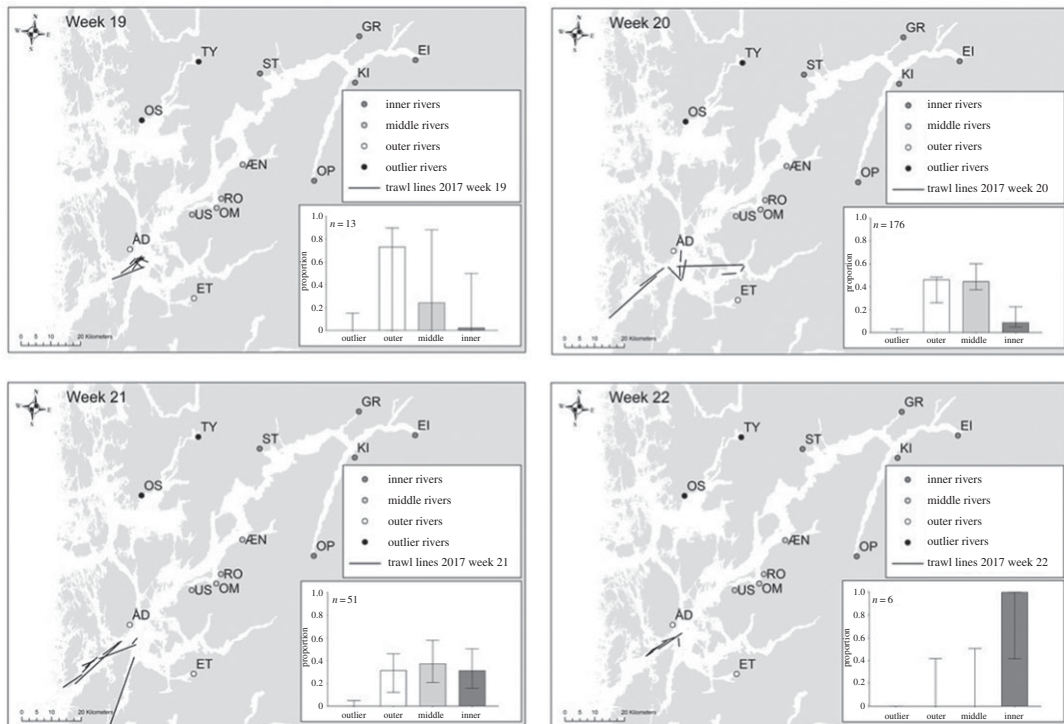 Week 19
N
W E
S
GR
TY
EI
ST
KI
OS
inner rivers
middle rivers
outer rivers
outlier rivers
trawl lines 2017 week 19
ÆN
OP
RO
US OM
ÅD
ET
n = 13
1.0
0.8
0.6
0.4
0.2
0
proportion
outlier outer middle inner
0 5 10 20 Kilometers
Week 20
N
W E
S
GR
TY
EI
ST
KI
OS
inner rivers
middle rivers
outer rivers
outlier rivers
trawl lines 2017 week 20
ÆN
OP
RO
US OM
ÅD
ET
n = 176
1.0
0.8
0.6
0.4
0.2
0
proportion
outlier outer middle inner
0 5 10 20 Kilometers
Week 21
N
W E
S
GR
TY
EI
ST
KI
OS
inner rivers
middle rivers
outer rivers
outlier rivers
trawl lines 2017 week 21
ÆN
OP
RO
US OM
ÅD
ET
n = 51
1.0
0.8
0.6
0.4
0.2
0
proportion
outlier outer middle inner
0 5 10 20 Kilometers
Week 22
N
W E
S
GR
TY
EI
ST
KI
OS
inner rivers
middle rivers
outer rivers
outlier rivers
trawl lines 2017 week 22
ÆN
OP
RO
US OM
ÅD
ET
n = 6
1.0
0.8
0.6
0.4
0.2
0
proportion
outlier outer middle inner
0 5 10 20 Kilometers